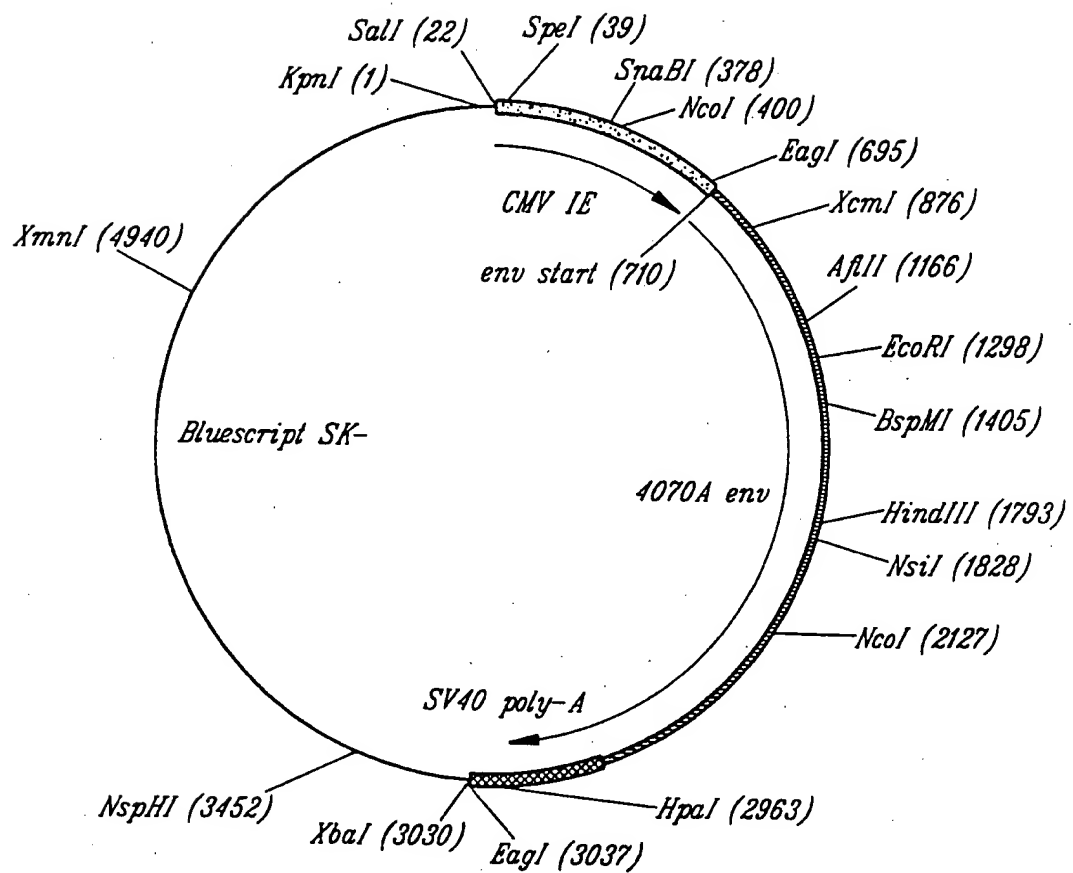 SalI (22)
SpeI (39)
KpnI (1)
SnaBI (378)
NcoI (400)
EagI (695)
CMV IE
XcmI (876)
XmnI (4940)
env start (710)
AflII (1166)
EcoRI (1298)
BspMI (1405)
Bluescript SK-
4070A env
HindIII (1793)
NsiI (1828)
NcoI (2127)
SV40 poly-A
NspHI (3452)
HpaI (2963)
XbaI (3030)
EagI (3037)